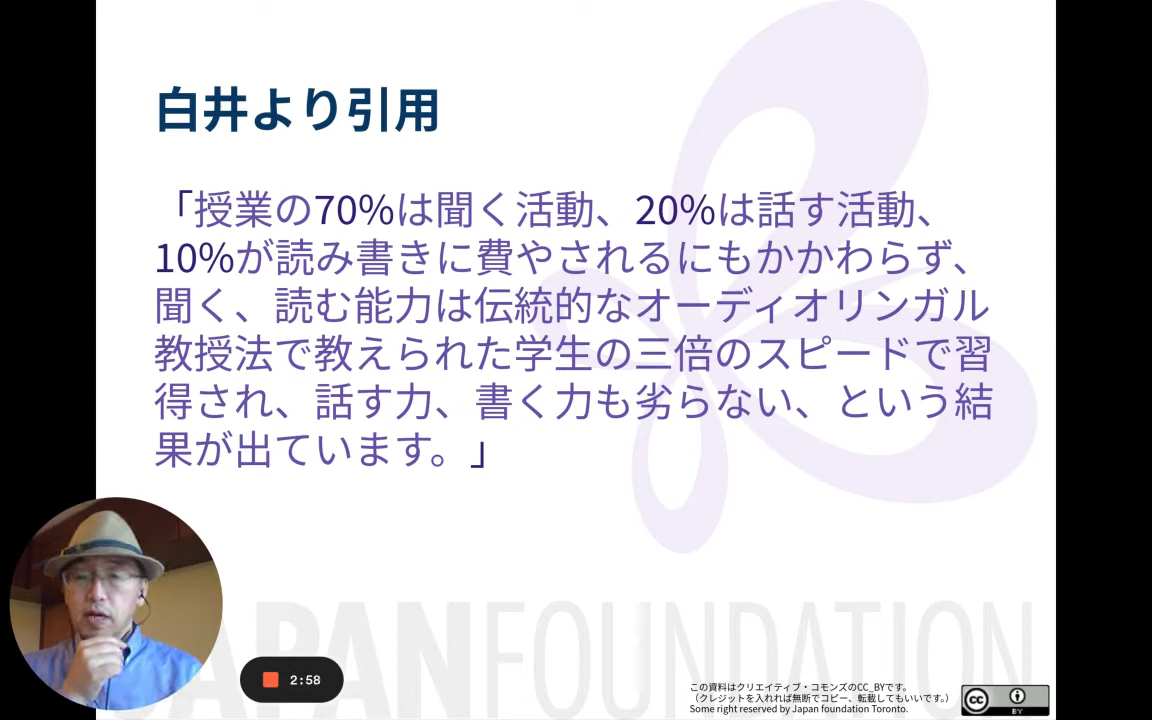 白井より引用
「授業の70%は聞く活動、20%は話す活動、
10%が読み書きに費やされるにもかかわらず、
聞く、読む能力は伝統的なオーディオリンガル
教授法で教えられた学生の三倍のスピードで習
得され、話す力、書く力も劣らない、という結
果が出ています。」
JAPANFOUNDATION
2:58
この資料はクリエイティブ・コモンズのCC_BYです。
（クレジットを入れれば無断でコピー、転載してもいいです。）
Some right reserved by Japan foundation Toronto.
cc
BY